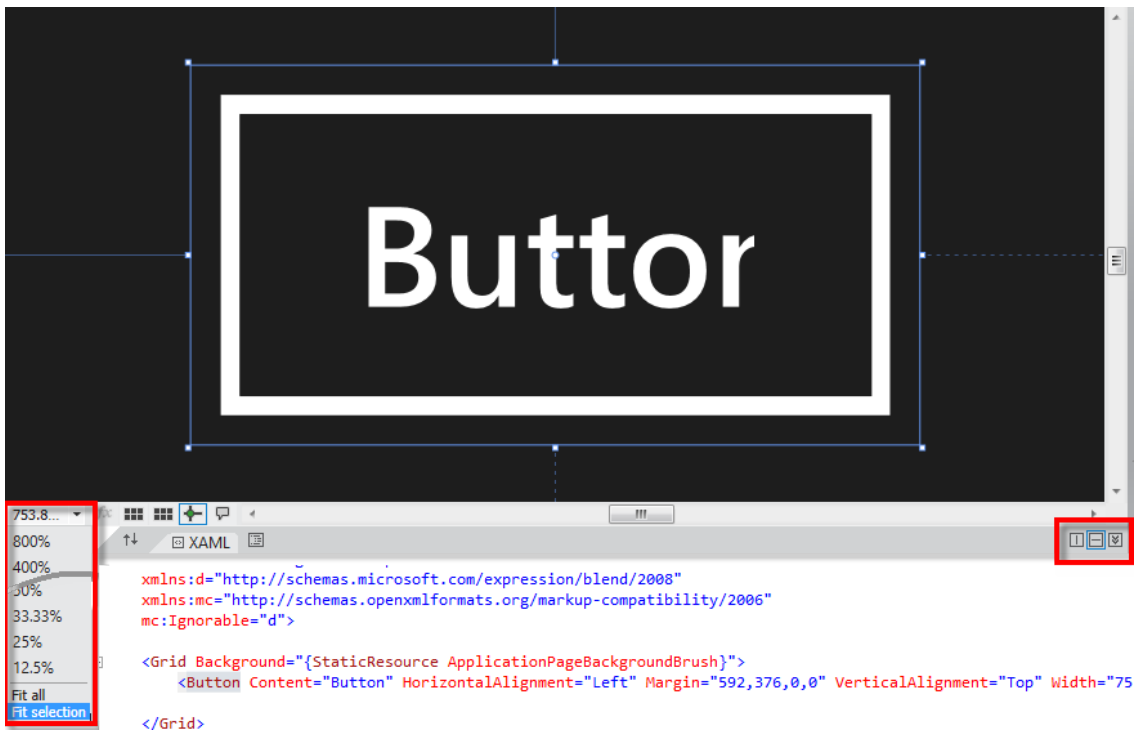 Buttor
753.8...
fx
800%
XAML
400%
xmlns:d="http://schemas.microsoft.com/expression/blend/2008"
xmlns:mc="http://schemas.openxmlformats.org/markup-compatibility/2006"
33.33%
mc:Ignorable="d">
25%
12.5%
<Grid Background="{StaticResource ApplicationPageBackgroundBrush}">
<Button Content="Button" HorizontalAlignment="Left" Margin="592,376,0,0" VerticalAlignment="Top" Width="75
Fit all
Fit selection
</Grid>